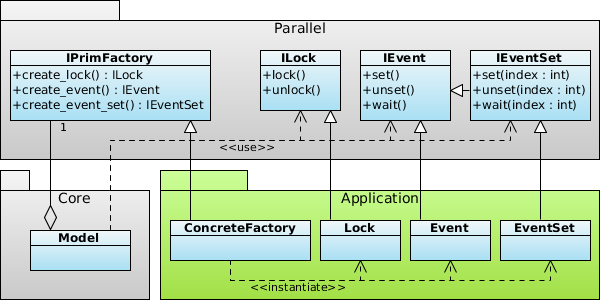 Parallel
IPrimFactory
+create_lock() : ILock
+create_event() : IEvent
+create_event_set() : IEventSet
ILock
+lock()
+unlock()
IEvent
+set()
+unset()
+wait()
IEventSet
+set(index : int)
+unset(index : int)
+wait(index : int)
1
<<use>>
Core
Model
Application
ConcreteFactory
Lock
Event
EventSet
<<instantiate>>